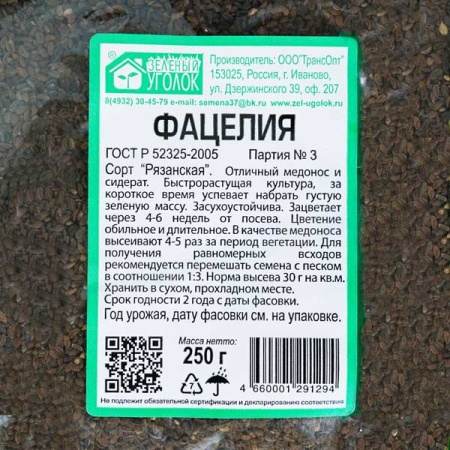 ЗЕЛЕНЫЙ
УГОЛОК
Производитель: ООО"ТрансОпт"
153025, Россия, г. Иваново,
ул. Дзержинского 39, оф. 207
8(4932) 30-45-79 e-mail: semena37@bk.ru www.zel-ugolok.ru
ФАЦЕЛИЯ
ГОСТ Р 52325-2005 Партия № 3
Сорт "Рязанская". Отличный медонос и
сидерат. Быстрорастущая культура, за
короткое время успевает набрать густую
зеленую массу. Засухоустойчива. Зацветает
через 4-6 недель от посева. Цветение
обильное и длительное. В качестве медоноса
высеивают 4-5 раз за период вегетации. Для
получения равномерных всходов
рекомендуется перемешать семена с песком
в соотношении 1:3. Норма высева 30 г на кв.м.
Хранить в сухом, прохладном месте.
Срок годности 2 года с даты фасовки.
Год урожая, дату фасовки см. на упаковке.
Масса нетто:
250 г
7
4 660001 291294
Не подлежит обязательной сертификации и декларированию соответствия